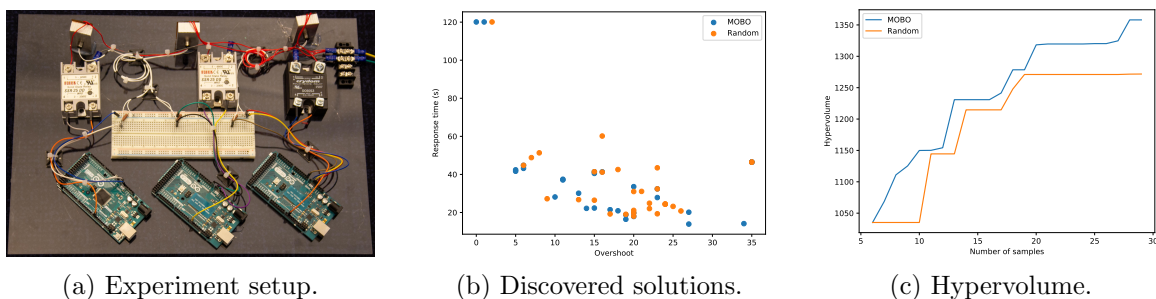 120
100
80
60
40
20
Response time (s)
0
5
10
15
20
25
30
35
Overshoot
MOBO
Random
1350
1300
1250
1200
1150
1100
1050
Hypervolume
5
10
15
20
25
30
Number of samples
MOBO
Random
(a) Experiment setup.
(b) Discovered solutions.
(c) Hypervolume.